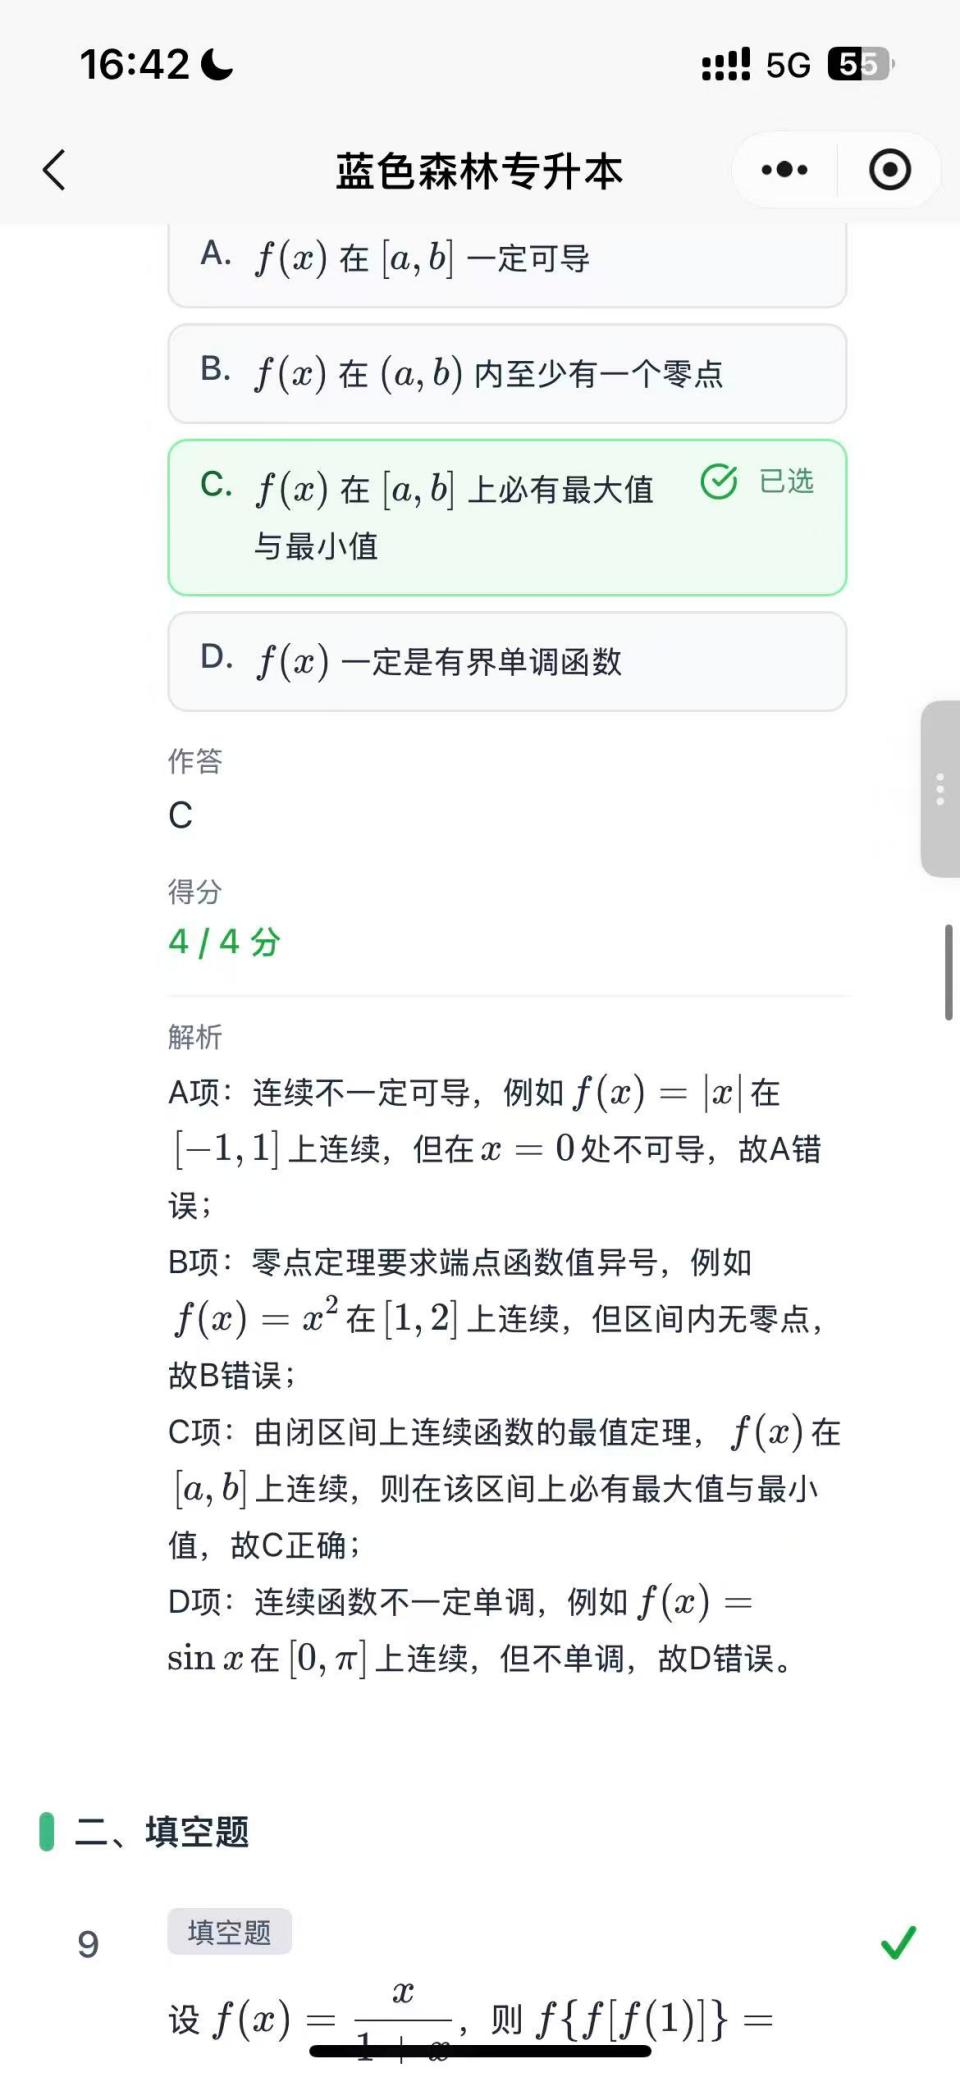 16:42
5G
55
蓝色森林专升本
A. f(x) 在 [a, b] 一定可导
B. f(x) 在 (a, b) 内至少有一个零点
C. f(x) 在 [a, b] 上必有最大值
已选
与最小值
D. f(x) 一定是有界单调函数
作答
C
得分
4 / 4 分
解析
A项：连续不一定可导，例如 f(x) = |x| 在
[−1, 1] 上连续，但在 x = 0 处不可导，故A错
误；
B项：零点定理要求端点函数值异号，例如
f(x) = x² 在 [1, 2] 上连续，但区间内无零点，
故B错误；
C项：由闭区间上连续函数的最值定理，f(x) 在
[a, b] 上连续，则在该区间上必有最大值与最小
值，故C正确；
D项：连续函数不一定单调，例如 f(x) =
sin x 在 [0, π] 上连续，但不单调，故D错误。
二、填空题
9
填空题
设 f(x) = x/(1 + x)，则 f{f[f(1)]} =